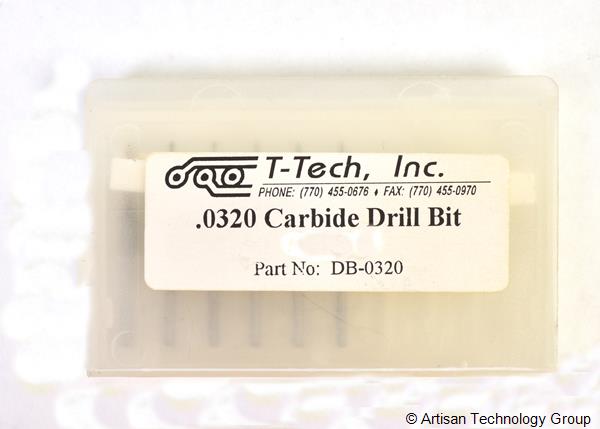 T-Tech, Inc.
PHONE: (770) 455-0676 ♦ FAX: (770) 455-0970
.0320 Carbide Drill Bit
Part No: DB-0320
© Artisan Technology Group